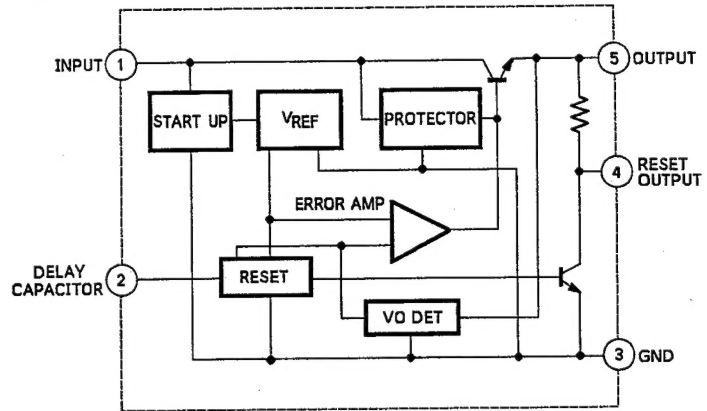 INPUT
1
5
OUTPUT
START UP
VREF
PROTECTOR
4
RESET
OUTPUT
ERROR AMP
DELAY
CAPACITOR
2
RESET
VO DET
3
GND